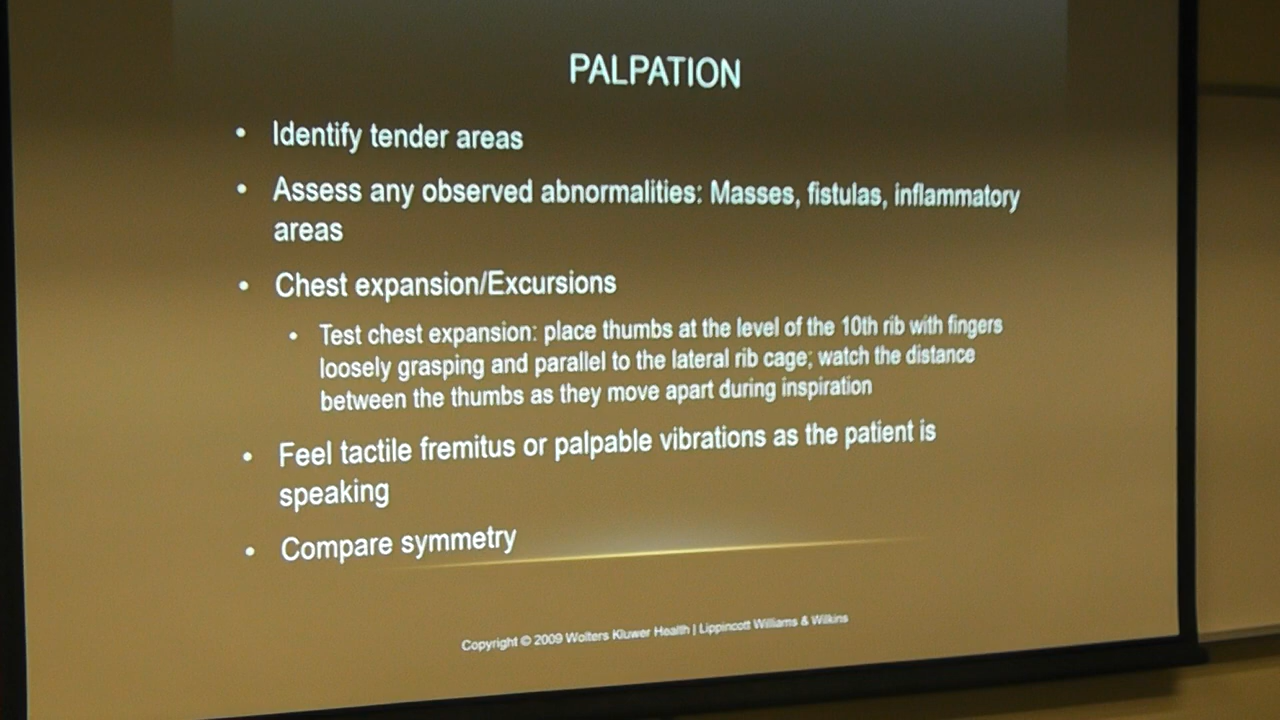 PALPATION
• Identify tender areas
• Assess any observed abnormalities: Masses, fistulas, inflammatory
areas
• Chest expansion/Excursions
• Test chest expansion: place thumbs at the level of the 10th rib with fingers
loosely grasping and parallel to the lateral rib cage; watch the distance
between the thumbs as they move apart during inspiration
• Feel tactile fremitus or palpable vibrations as the patient is
speaking
• Compare symmetry
Copyright © 2009 Wolters Kluwer Health | Lippincott Williams & Wilkins